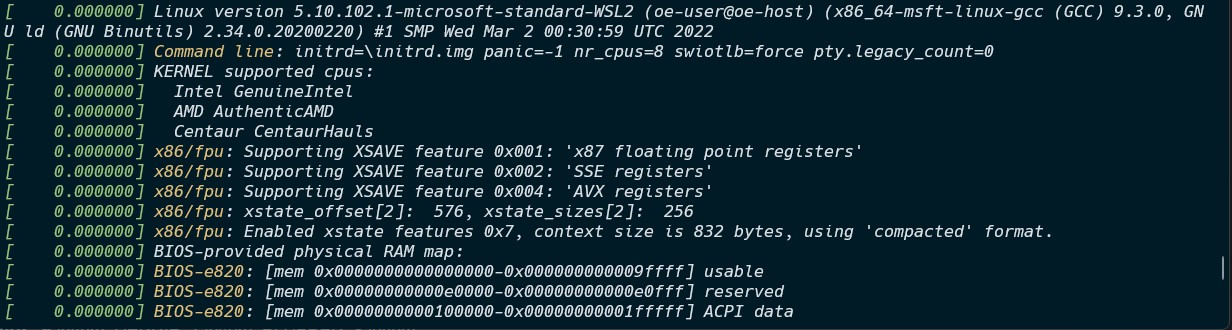 [    0.000000] Linux version 5.10.102.1-microsoft-standard-WSL2 (oe-user@oe-host) (x86_64-msft-linux-gcc (GCC) 9.3.0, GN
U ld (GNU Binutils) 2.34.0.20200220) #1 SMP Wed Mar 2 00:30:59 UTC 2022
[    0.000000] Command line: initrd=\initrd.img panic=-1 nr_cpus=8 swiotlb=force pty.legacy_count=0
[    0.000000] KERNEL supported cpus:
[    0.000000]   Intel GenuineIntel
[    0.000000]   AMD AuthenticAMD
[    0.000000]   Centaur CentaurHauls
[    0.000000] x86/fpu: Supporting XSAVE feature 0x001: 'x87 floating point registers'
[    0.000000] x86/fpu: Supporting XSAVE feature 0x002: 'SSE registers'
[    0.000000] x86/fpu: Supporting XSAVE feature 0x004: 'AVX registers'
[    0.000000] x86/fpu: xstate_offset[2]:  576, xstate_sizes[2]:  256
[    0.000000] x86/fpu: Enabled xstate features 0x7, context size is 832 bytes, using 'compacted' format.
[    0.000000] BIOS-provided physical RAM map:
[    0.000000] BIOS-e820: [mem 0x0000000000000000-0x000000000009ffff] usable
[    0.000000] BIOS-e820: [mem 0x00000000000e0000-0x00000000000e0fff] reserved
[    0.000000] BIOS-e820: [mem 0x0000000000100000-0x00000000001fffff] ACPI data